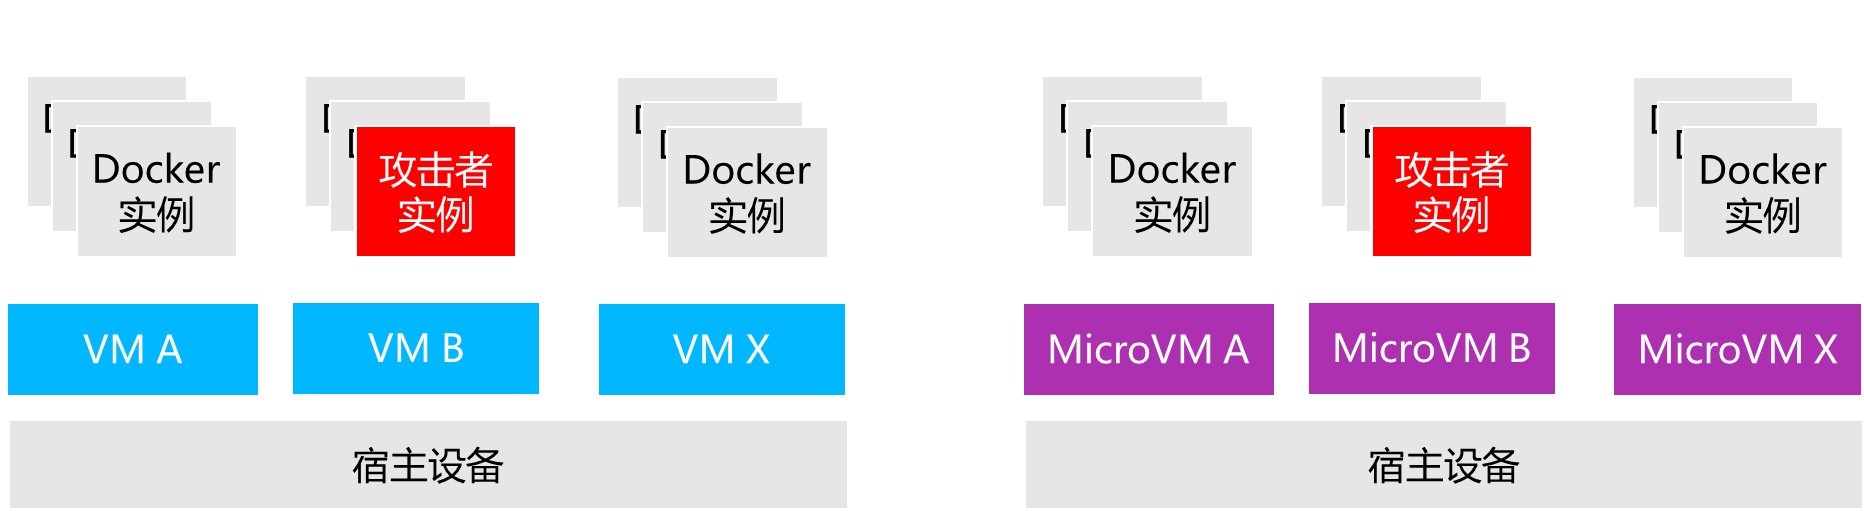 Docker
实例
攻击者
实例
Docker
实例
VM A
VM B
VM X
宿主设备
Docker
实例
攻击者
实例
Docker
实例
MicroVM A
MicroVM B
MicroVM X
宿主设备